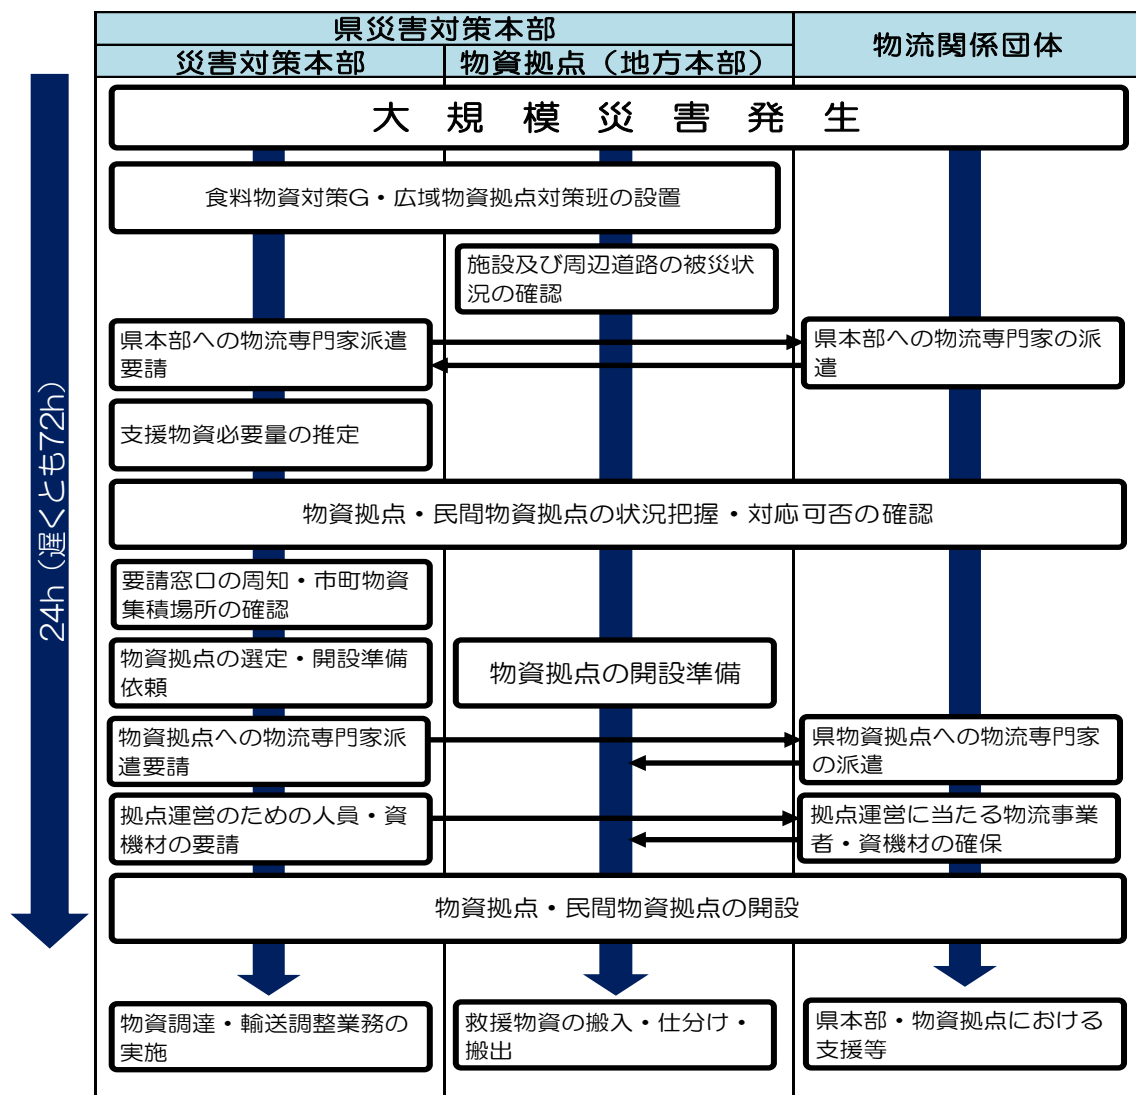 県災害対策本部
災害対策本部
物資拠点（地方本部）
物流関係団体
24h（遅くとも72h）
大規模災害発生
食料物資対策G・広域物資拠点対策班の設置
施設及び周辺道路の被災状
況の確認
県本部への物流専門家派遣
要請
県本部への物流専門家の派
遣
支援物資必要量の推定
物資拠点・民間物資拠点の状況把握・対応可否の確認
要請窓口の周知・市町物資
集積場所の確認
物資拠点の選定・開設準備
依頼
物資拠点の開設準備
物資拠点への物流専門家派
遣要請
県物資拠点への物流専門家
の派遣
拠点運営のための人員・資
機材の要請
拠点運営に当たる物流事業
者・資機材の確保
物資拠点・民間物資拠点の開設
物資調達・輸送調整業務の
実施
救援物資の搬入・仕分け・
搬出
県本部・物資拠点における
支援等